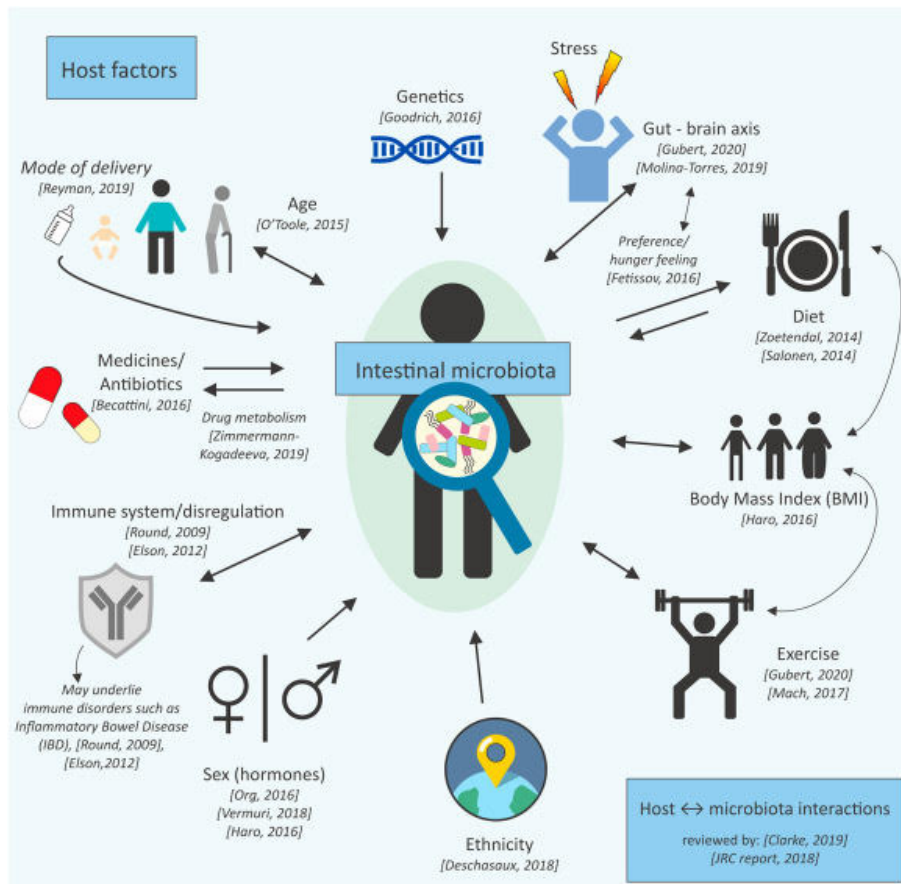 Host factors
Stress
Genetics
[Goodrich, 2016]
Gut - brain axis
[Gubert, 2020]
[Molina-Torres, 2019]
Mode of delivery
[Reyman, 2019]
Age
[O'Toole, 2015]
Preference/
hunger feeling
[Fetissov, 2016]
Diet
[Zoetendal, 2014]
[Salonen, 2014]
Intestinal microbiota
Medicines/
Antibiotics
[Becattini, 2016]
Drug metabolism
[Zimmermann-
Kogadeeva, 2019]
Body Mass Index (BMI)
[Haro, 2016]
Immune system/disregulation
[Round, 2009]
[Elson, 2012]
May underlie
immune disorders such as
Inflammatory Bowel Disease
(IBD), [Round, 2009],
[Elson,2012]
Exercise
[Gubert, 2020]
[Mach, 2017]
Sex (hormones)
[Org, 2016]
[Vermuri, 2018]
[Haro, 2016]
Ethnicity
[Deschasaux, 2018]
Host ↔ microbiota interactions
reviewed by: [Clarke, 2019]
[JRC report, 2018]